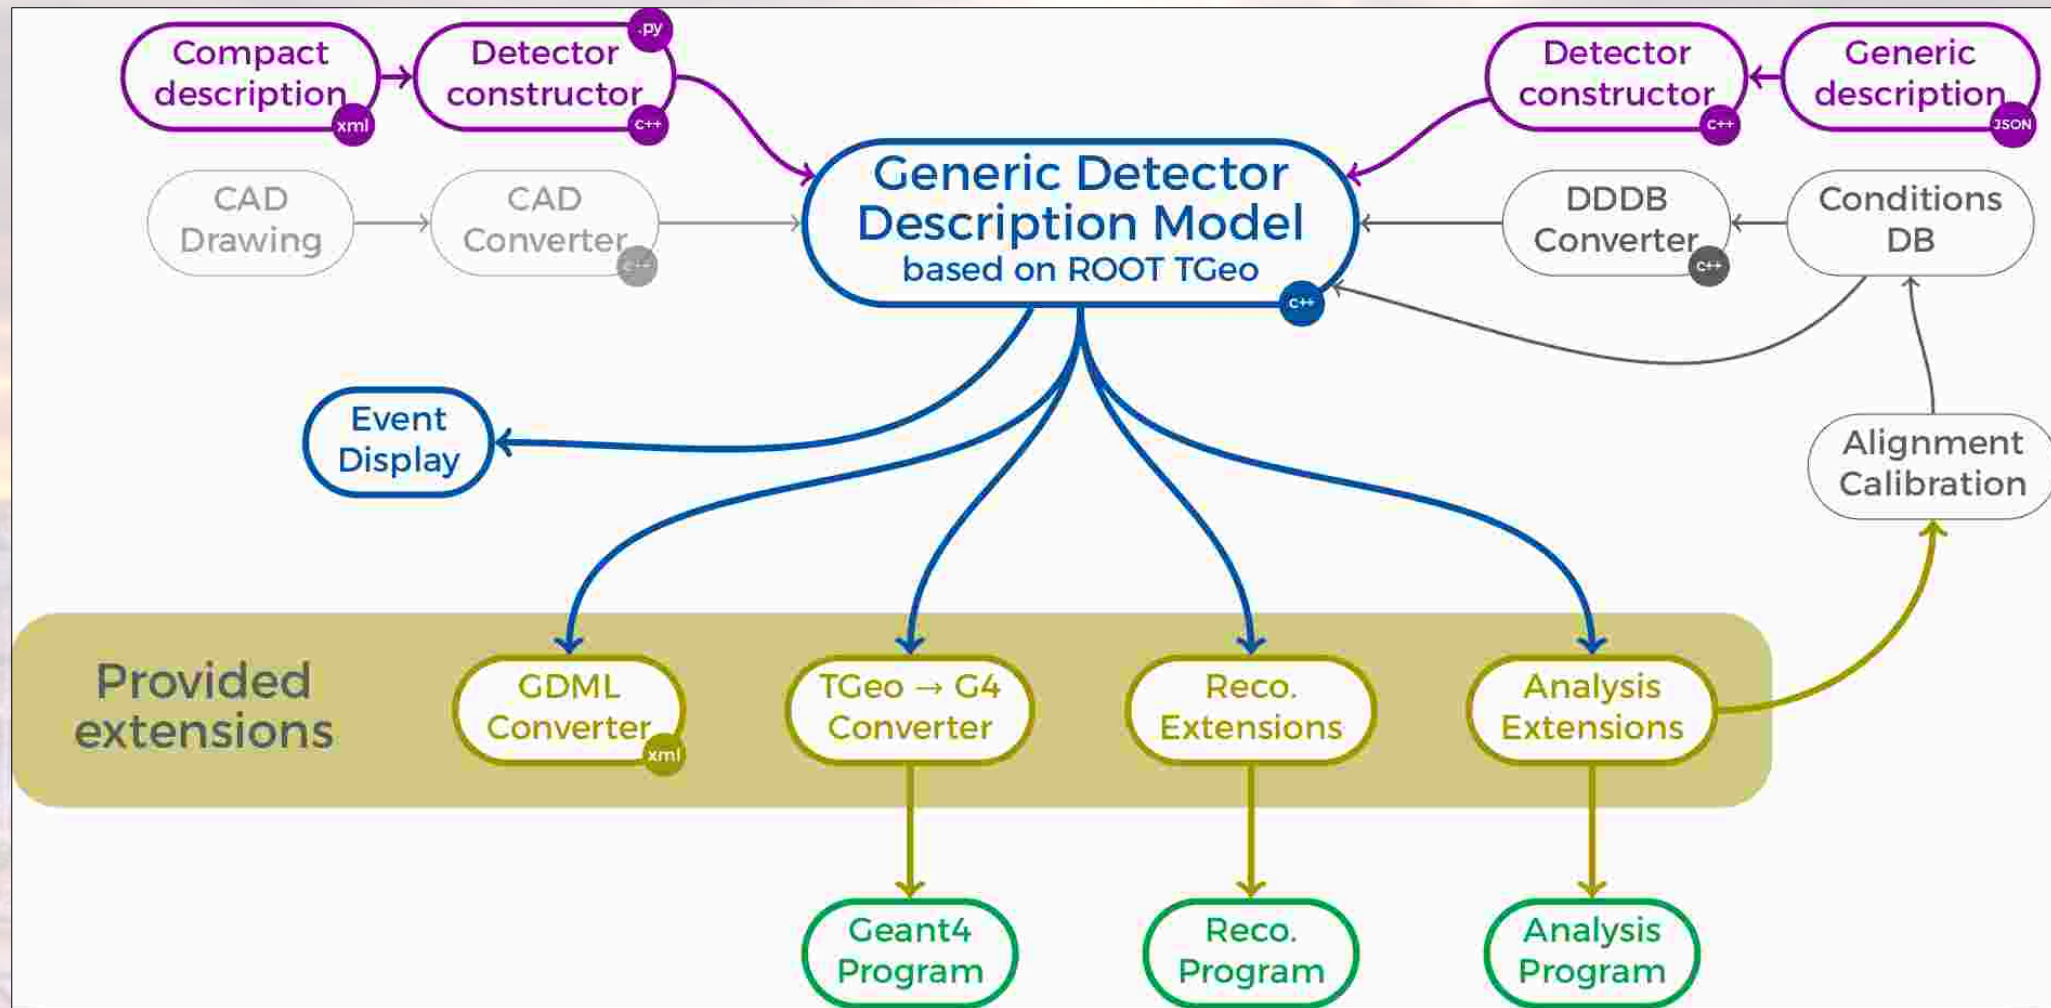 Compact
description
xml
Detector
constructor
.py
c++
Detector
constructor
c++
Generic
description
JSON
CAD
Drawing
CAD
Converter
c++
Generic Detector
Description Model
based on ROOT TGeo
c++
DDDB
Converter
c++
Conditions
DB
Event
Display
Alignment
Calibration
Provided
extensions
GDML
Converter
xml
TGeo → G4
Converter
Reco.
Extensions
Analysis
Extensions
Geant4
Program
Reco.
Program
Analysis
Program